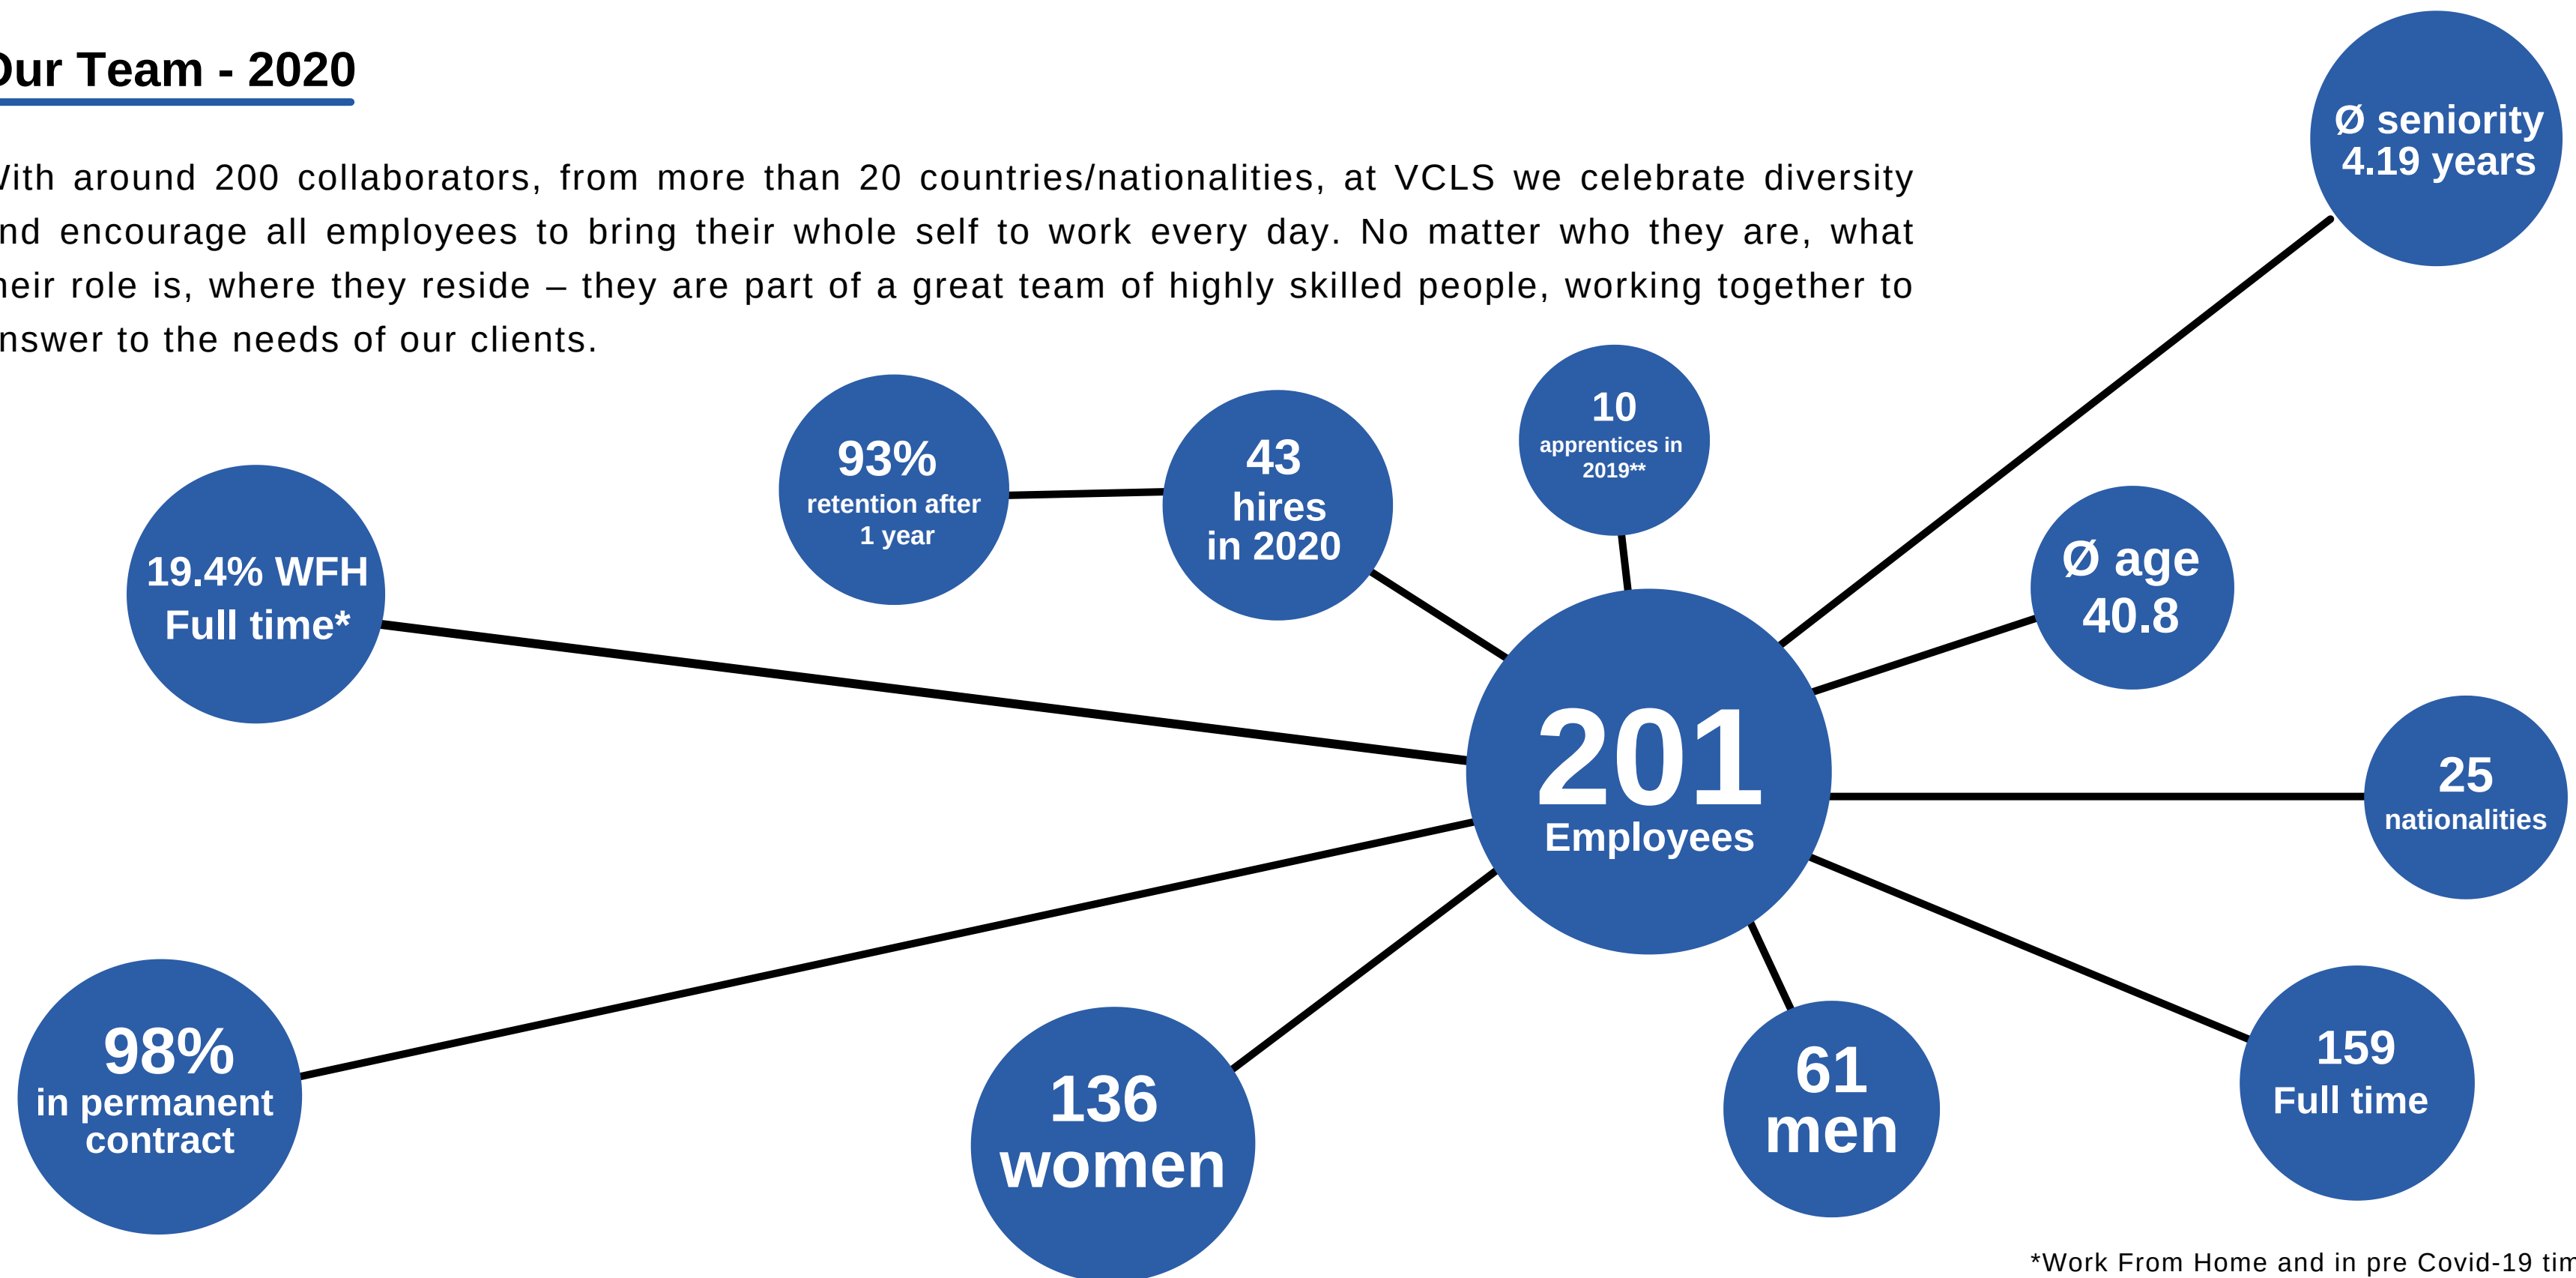 Our Team - 2020
With around 200 collaborators, from more than 20 countries/nationalities, at VCLS we celebrate diversity
and encourage all employees to bring their whole self to work every day. No matter who they are, what
their role is, where they reside – they are part of a great team of highly skilled people, working together to
answer to the needs of our clients.
Ø seniority
4.19 years
10
apprentices in
2019**
93%
retention after
1 year
43
hires
in 2020
19.4% WFH
Full time*
Ø age
40.8
201
Employees
25
nationalities
98%
in permanent
contract
136
women
61
men
159
Full time
*Work From Home and in pre Covid-19